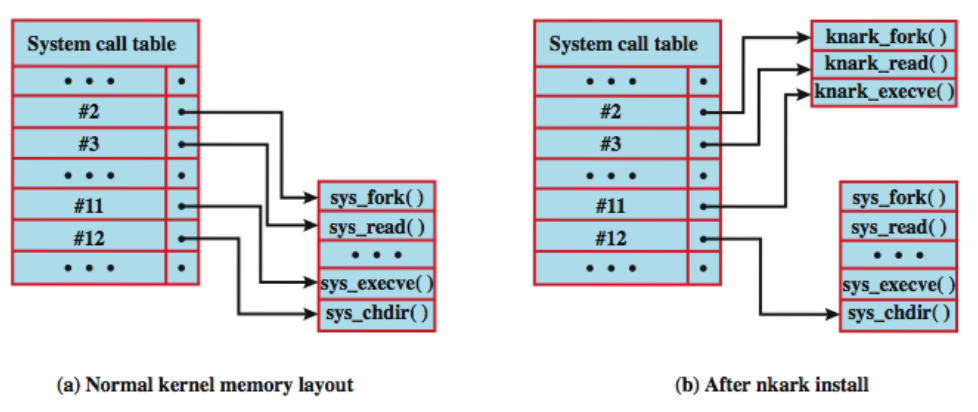 System call table
• • • •
#2
#3
• • •
#11
#12
• • • •
sys_fork( )
sys_read( )
• • •
sys_execve( )
sys_chdir( )
(a) Normal kernel memory layout
System call table
• • • •
#2
#3
• • •
#11
#12
• • • •
knark_fork( )
knark_read( )
knark_execve( )
sys_fork( )
sys_read( )
• • •
sys_execve( )
sys_chdir( )
(b) After nkark install